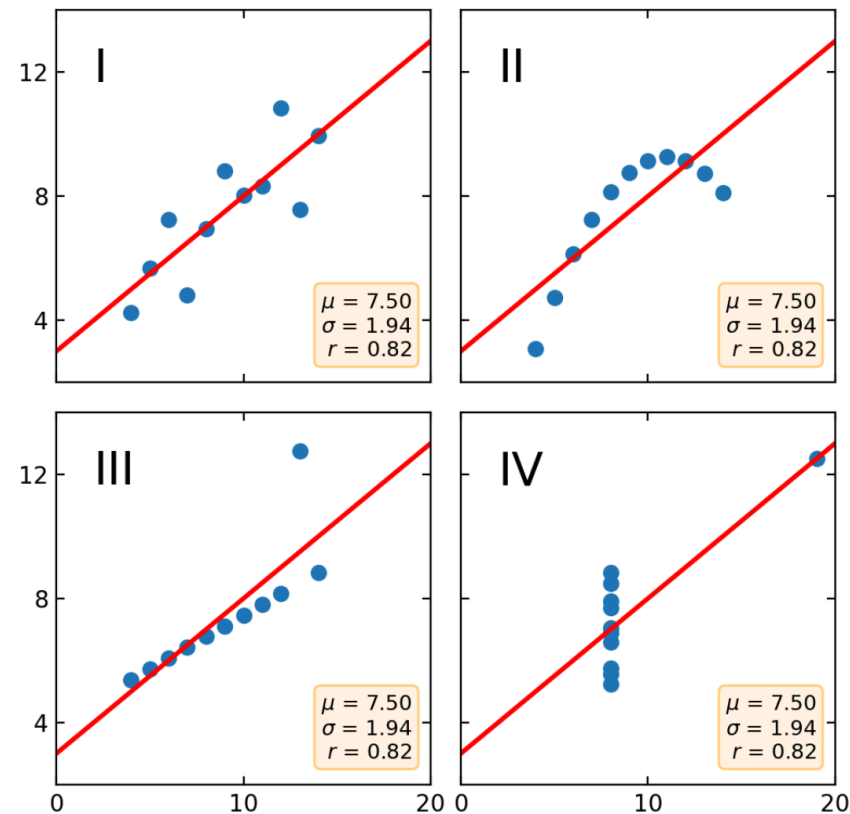 I
II
12
8
4
μ = 7.50
σ = 1.94
r = 0.82
μ = 7.50
σ = 1.94
r = 0.82
III
IV
12
8
4
μ = 7.50
σ = 1.94
r = 0.82
μ = 7.50
σ = 1.94
r = 0.82
0
10
20
0
10
20